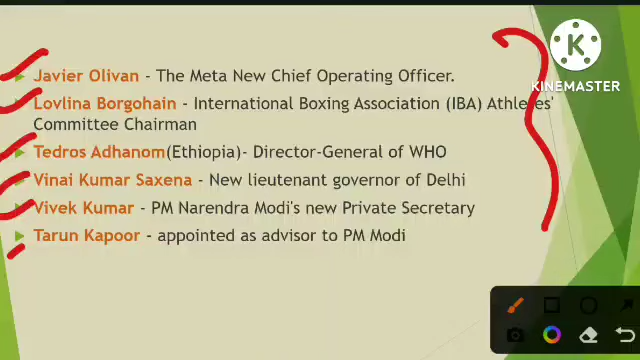 Javier Olivan - The Meta New Chief Operating Officer.
Lovlina Borgohain - International Boxing Association (IBA) Athletes'
Committee Chairman
Tedros Adhanom(Ethiopia)- Director-General of WHO
Vinai Kumar Saxena - New lieutenant governor of Delhi
Vivek Kumar - PM Narendra Modi's new Private Secretary
Tarun Kapoor - appointed as advisor to PM Modi
K
KINEMASTER